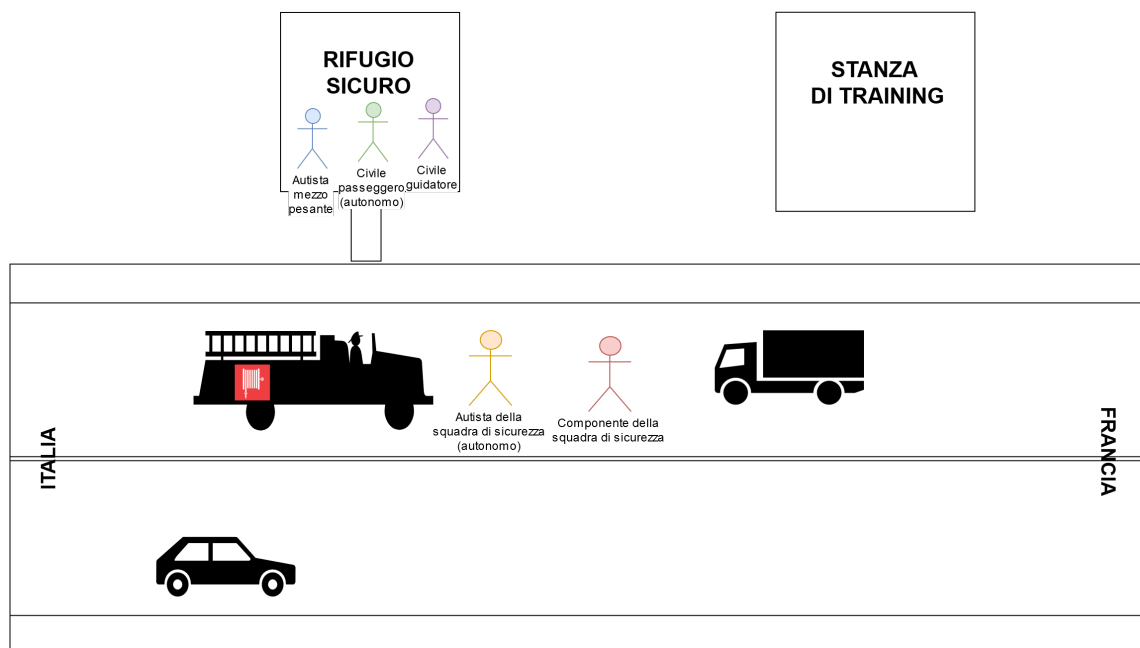 RIFUGIO
SICURO
STANZA
DI TRAINING
Autista
mezzo
pesante
Civile
passeggero
(autonomo)
Civile
guidatore
Autista della
squadra di sicurezza
(autonomo)
Componente della
squadra di sicurezza
ITALIA
FRANCIA